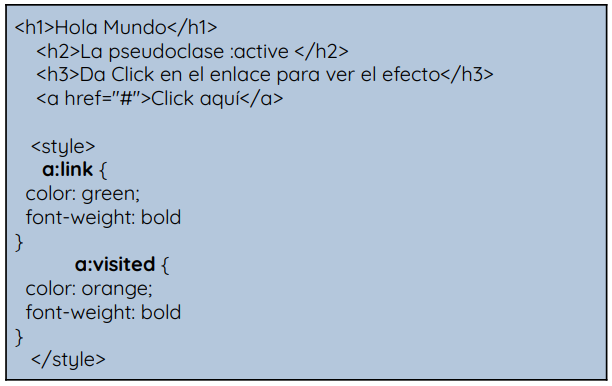 <h1>Hola Mundo</h1>
<h2>La pseudoclase :active </h2>
<h3>Da Click en el enlace para ver el efecto</h3>
<a href="#">Click aquí</a>
<style>
a:link {
color: green;
font-weight: bold
}
a:visited {
color: orange;
font-weight: bold
}
</style>